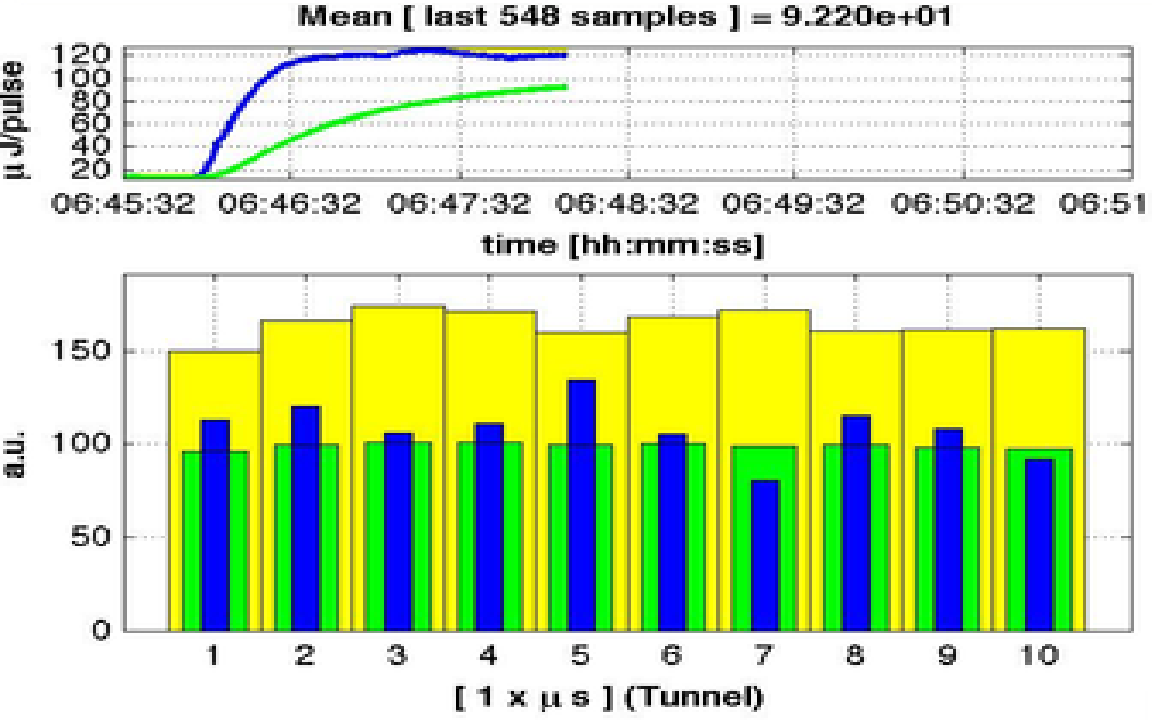 Mean [ last 548 samples ] = 9.220e+01
μ J/pulse
120
100
80
60
40
20
06:45:32 06:46:32 06:47:32 06:48:32 06:49:32 06:50:32 06:51
time [hh:mm:ss]
a.u.
150
100
50
0
1 2 3 4 5 6 7 8 9 10
[ 1 x μ s ] (Tunnel)